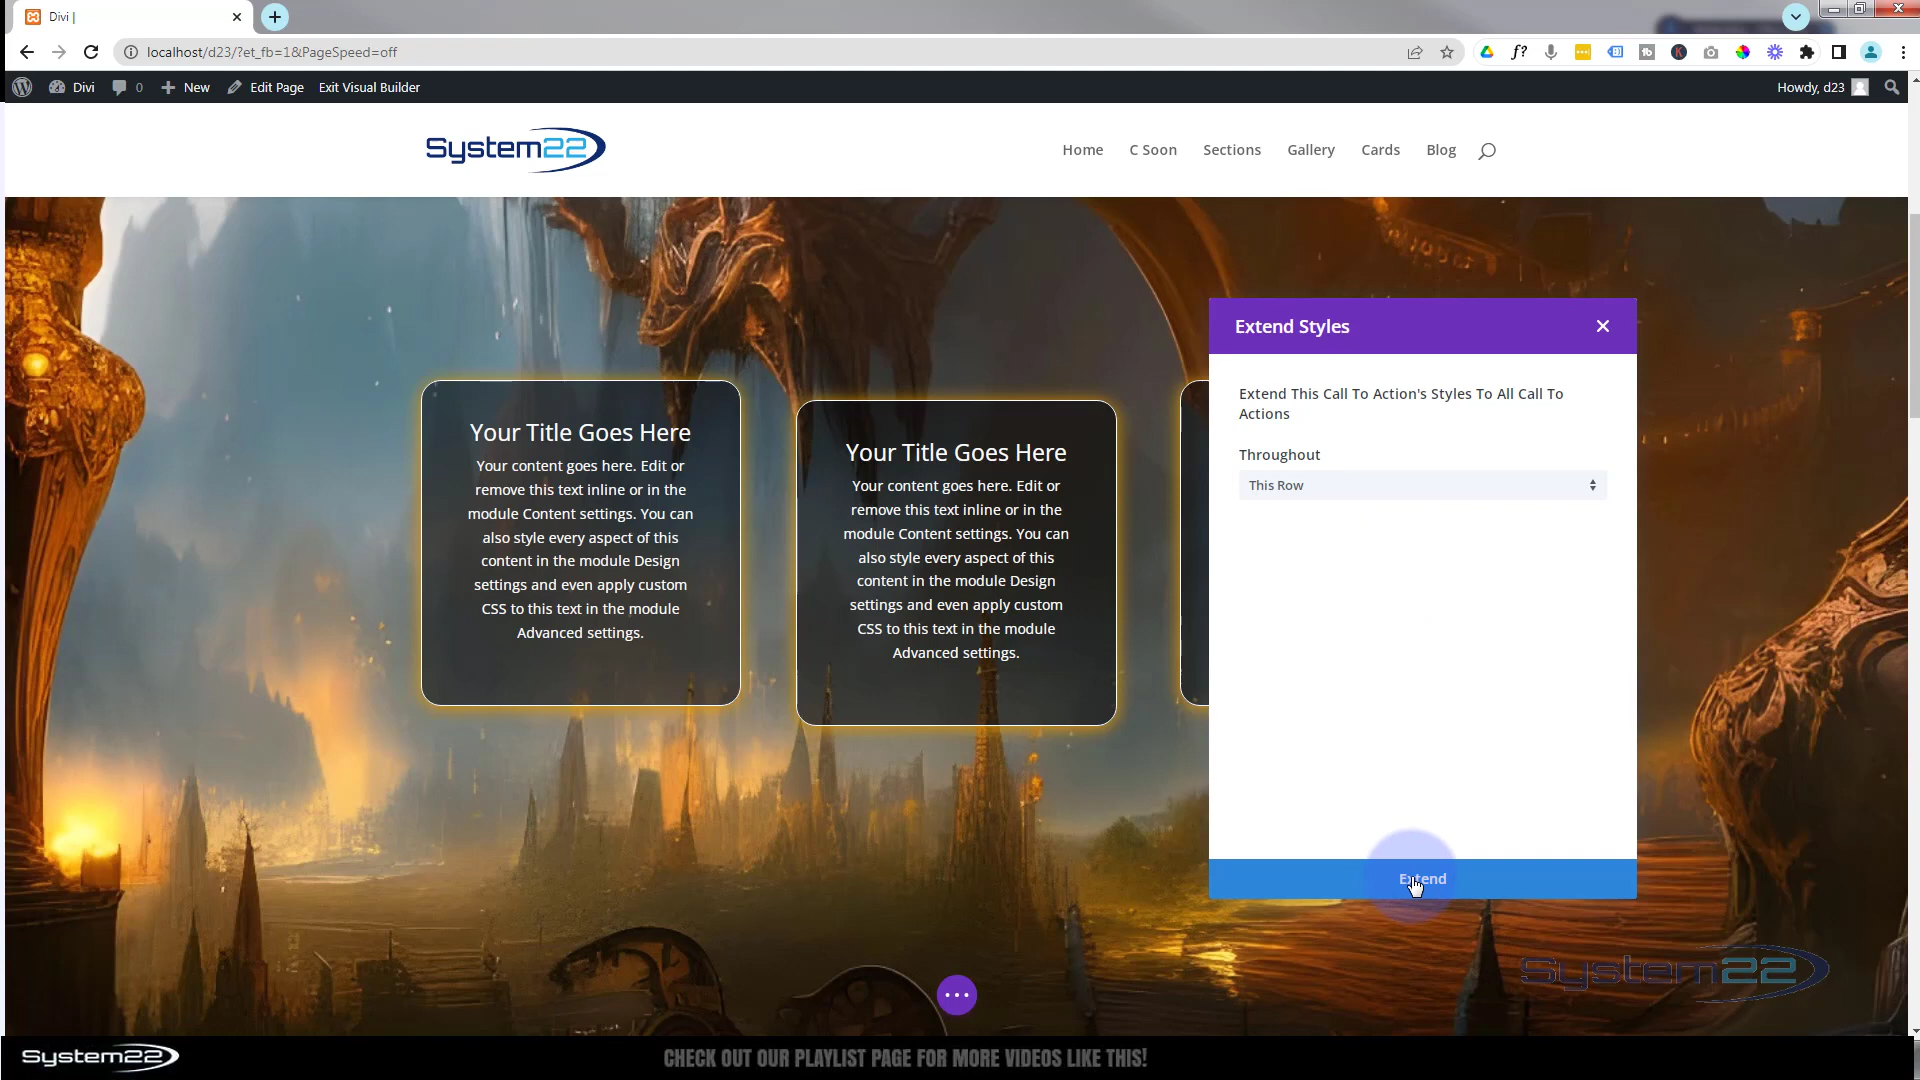 Divi |
localhost/d23/?et_fb=1&PageSpeed=off
Divi 0 New Edit Page Exit Visual Builder
Howdy, d23
System22
Home C Soon Sections Gallery Cards Blog
Your Title Goes Here
Your content goes here. Edit or
remove this text inline or in the
module Content settings. You can
also style every aspect of this
content in the module Design
settings and even apply custom
CSS to this text in the module
Advanced settings.
Your Title Goes Here
Your content goes here. Edit or
remove this text inline or in the
module Content settings. You can
also style every aspect of this
content in the module Design
settings and even apply custom
CSS to this text in the module
Advanced settings.
Extend Styles
Extend This Call To Action's Styles To All Call To
Actions
Throughout
This Row
Extend
System22
System22
CHECK OUT OUR PLAYLIST PAGE FOR MORE VIDEOS LIKE THIS!